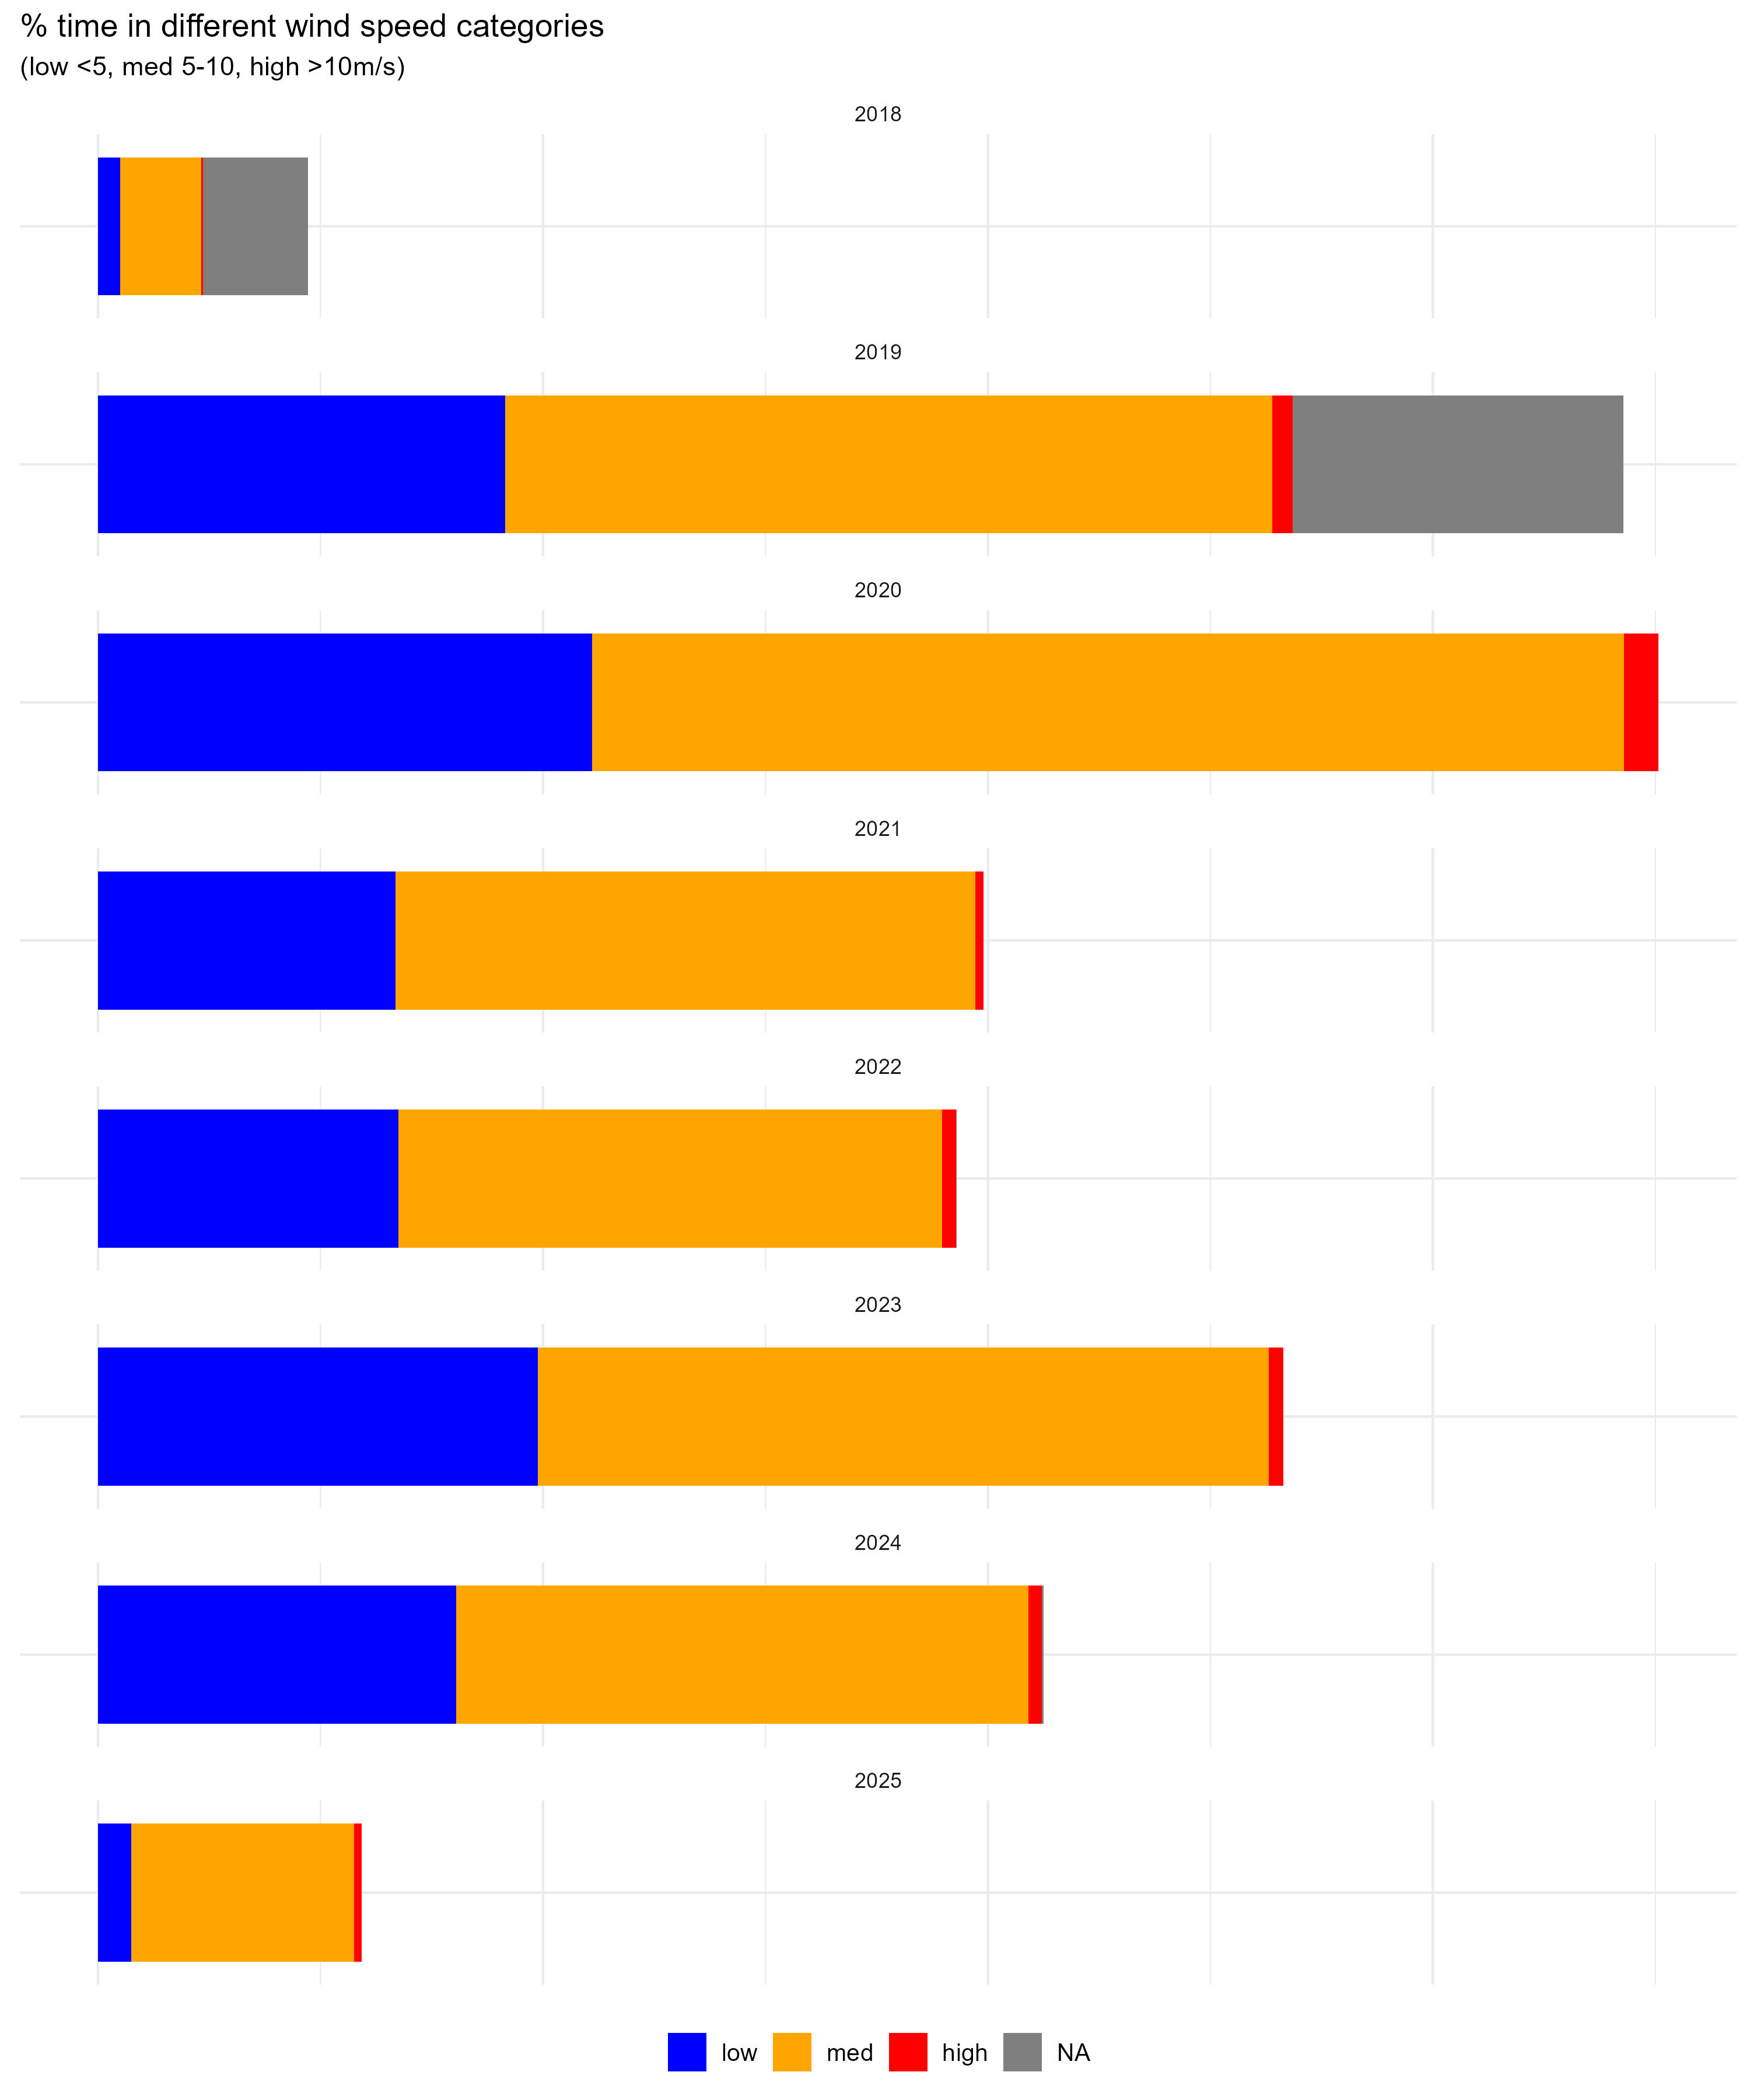 % time in different wind speed categories
(low <5, med 5-10, high >10m/s)
2018
2019
2020
2021
2022
2023
2024
2025
low med high NA